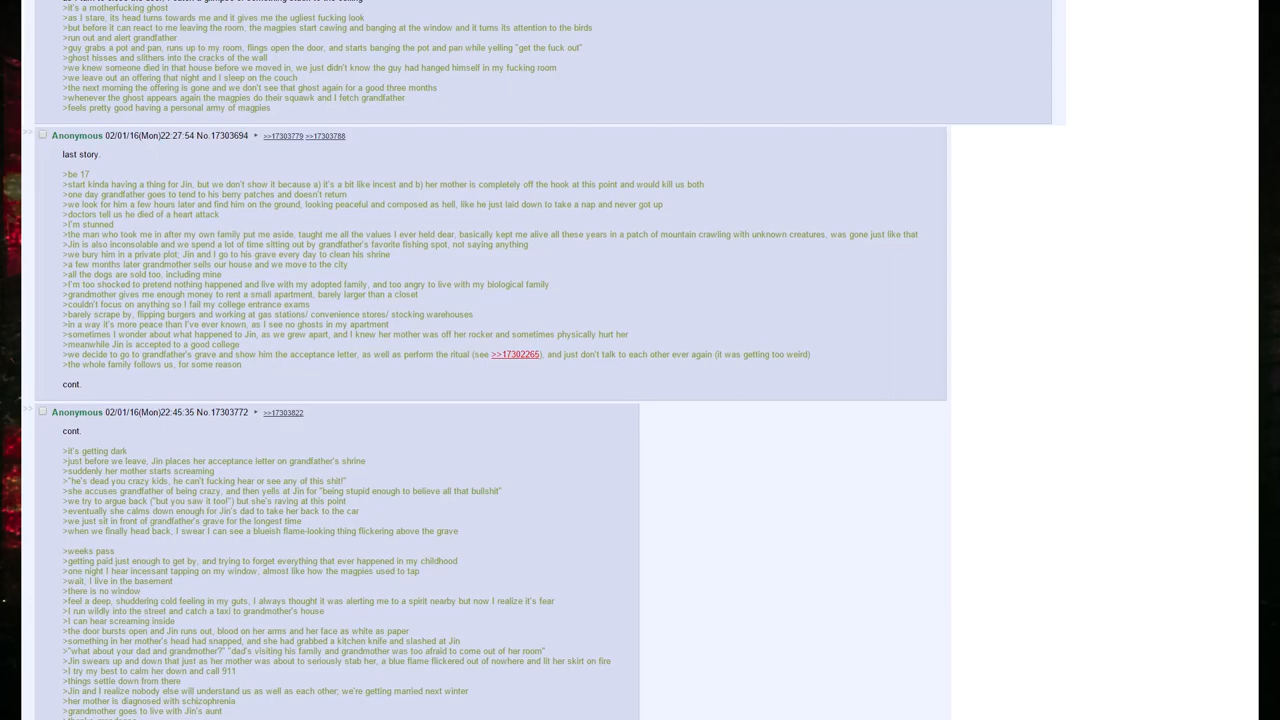 >it's a motherfucking ghost
>as I stare, its head turns towards me and it gives me the ugliest fucking look
>but before it can react to me leaving the room, the magpies start cawing and banging at the window and it turns its attention to the birds
>run out and alert grandfather
>guy grabs a pot and pan, runs up to my room, flings open the door, and starts banging the pot and pan while yelling "get the fuck out"
>ghost hisses and slithers into the cracks of the wall
>we knew someone died in that house before we moved in, we just didn't know the guy had hanged himself in my fucking room
>we leave out an offering that night and I sleep on the couch
>the next morning the offering is gone and we don't see that ghost again for a good three months
>whenever the ghost appears again the magpies do their squawk and I fetch grandfather
>feels pretty good having a personal army of magpies
>> Anonymous 02/01/16(Mon)22:27:54 No.17303694 >>17303779 >>17303788
last story.
>be 17
>start kinda having a thing for Jin, but we don't show it because a) it's a bit like incest and b) her mother is completely off the hook at this point and would kill us both
>one day grandfather goes to tend to his berry patches and doesn't return
>we look for him a few hours later and find him on the ground, looking peaceful and composed as hell, like he just laid down to take a nap and never got up
>doctors tell us he died of a heart attack
>I'm stunned
>the man who took me in after my own family put me aside, taught me all the values I ever held dear, basically kept me alive all these years in a patch of mountain crawling with unknown creatures, was gone just like that
>Jin is also inconsolable and we spend a lot of time sitting out by grandfather's favorite fishing spot, not saying anything
>we bury him in a private plot; Jin and I go to his grave every day to clean his shrine
>a few months later grandmother sells our house and we move to the city
>all the dogs are sold too, including mine
>I'm too shocked to pretend nothing happened and live with my adopted family, and too angry to live with my biological family
>grandmother gives me enough money to rent a small apartment, barely larger than a closet
>couldn't focus on anything so I fail my college entrance exams
>barely scrape by, flipping burgers and working at gas stations/ convenience stores/ stocking warehouses
>in a way it's more peace than I've ever known, as I see no ghosts in my apartment
>sometimes I wonder about what happened to Jin, as we grew apart, and I knew her mother was off her rocker and sometimes physically hurt her
>meanwhile Jin is accepted to a good college
>we decide to go to grandfather's grave and show him the acceptance letter, as well as perform the ritual (see >>17302265), and just don't talk to each other ever again (it was getting too weird)
>the whole family follows us, for some reason
cont.
>> Anonymous 02/01/16(Mon)22:45:35 No.17303772 >>17303822
cont.
>it's getting dark
>just before we leave, Jin places her acceptance letter on grandfather's shrine
>suddenly her mother starts screaming
>"he's dead you crazy kids, he can't fucking hear or see any of this shit!"
>she accuses grandfather of being crazy, and then yells at Jin for "being stupid enough to believe all that bullshit"
>we try to argue back ("but you saw it too!") but she's raving at this point
>eventually she calms down enough for Jin's dad to take her back to the car
>we just sit in front of grandfather's grave for the longest time
>when we finally head back, I swear I can see a blueish flame-looking thing flickering above the grave
>weeks pass
>getting paid just enough to get by, and trying to forget everything that ever happened in my childhood
>one night I hear incessant tapping on my window, almost like how the magpies used to tap
>wait, I live in the basement
>there is no window
>feel a deep, shuddering cold feeling in my guts, I always thought it was alerting me to a spirit nearby but now I realize it's fear
>I run wildly into the street and catch a taxi to grandmother's house
>I can hear screaming inside
>the door bursts open and Jin runs out, blood on her arms and her face as white as paper
>something in her mother's head had snapped, and she had grabbed a kitchen knife and slashed at Jin
>"what about your dad and grandmother?" "dad's visiting his family and grandmother was too afraid to come out of her room"
>Jin swears up and down that just as her mother was about to seriously stab her, a blue flame flickered out of nowhere and lit her skirt on fire
>I try my best to calm her down and call 911
>things settle down from there
>Jin and I realize nobody else will understand us as well as each other, we're getting married next winter
>her mother is diagnosed with schizophrenia
>grandmother goes to live with Jin's aunt